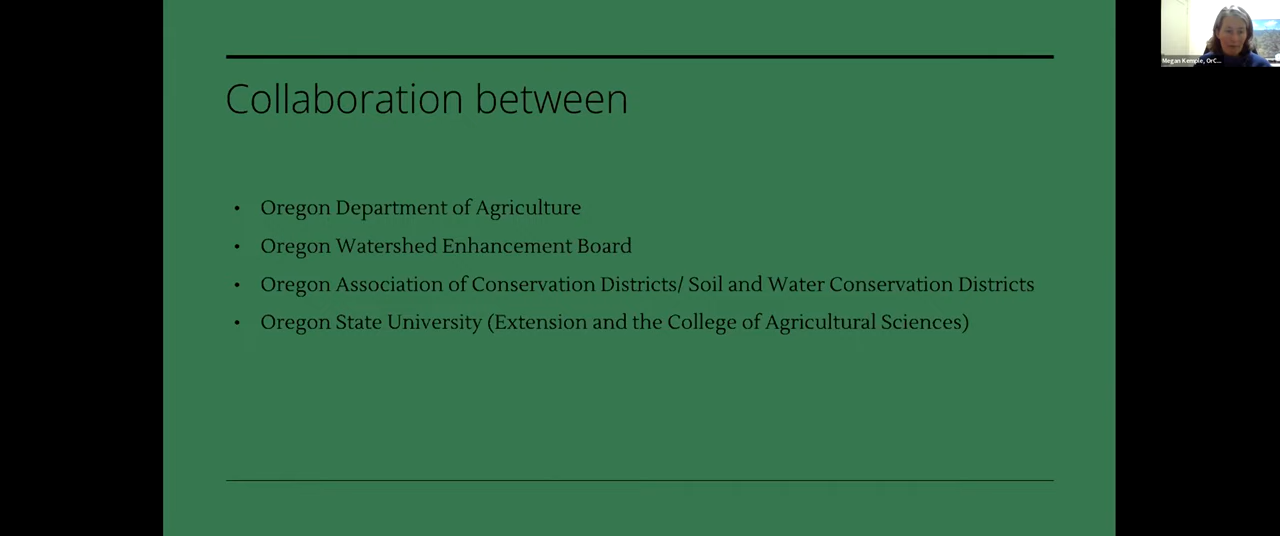 Megan Kemple, OrC...
Collaboration between
• Oregon Department of Agriculture
• Oregon Watershed Enhancement Board
• Oregon Association of Conservation Districts/ Soil and Water Conservation Districts
• Oregon State University (Extension and the College of Agricultural Sciences)